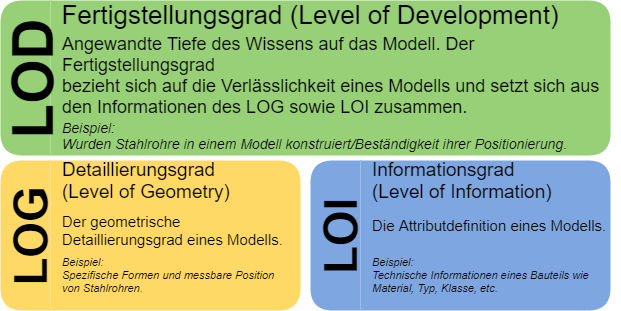 LOD
Fertigstellungsgrad (Level of Development)
Angewandte Tiefe des Wissens auf das Modell. Der
Fertigstellungsgrad
bezieht sich auf die Verlässlichkeit eines Modells und setzt sich aus
den Informationen des LOG sowie LOI zusammen.
Beispiel:
Wurden Stahlrohre in einem Modell konstruiert/Beständigkeit ihrer Positionierung.
LOG
Detaillierungsgrad
(Level of Geometry)
Der geometrische
Detaillierungsgrad eines Modells.
Beispiel:
Spezifische Formen und messbare Position
von Stahlrohren.
LOI
Informationsgrad
(Level of Information)
Die Attributdefinition eines Modells.
Beispiel:
Technische Informationen eines Bauteils wie
Material, Typ, Klasse, etc.